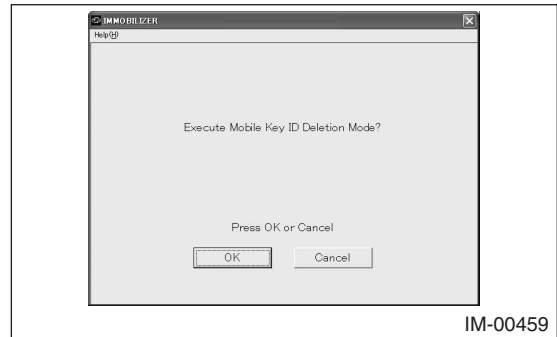 IMMOBILIZER
Help(H)
Execute Mobile Key ID Deletion Mode?
Press OK or Cancel
OK
Cancel
IM-00459